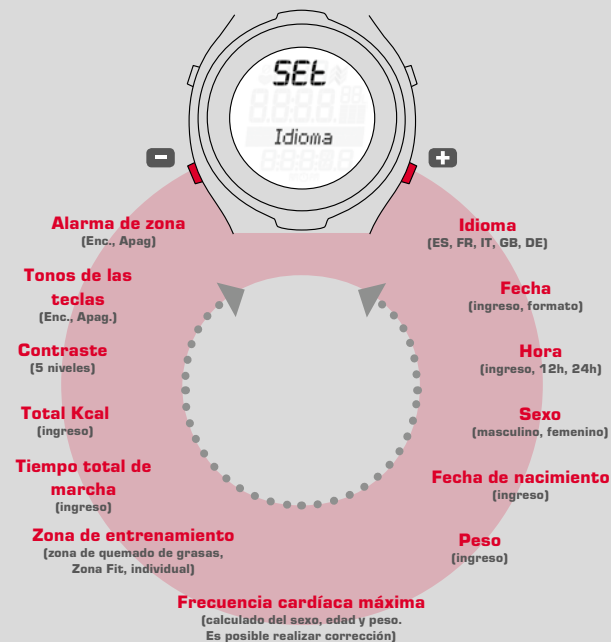 SEt
Idioma
-
+
Alarma de zona
(Enc., Apag)
Tonos de las
teclas
(Enc., Apag.)
Contraste
(5 niveles)
Total Kcal
(ingreso)
Tiempo total de
marcha
(ingreso)
Zona de entrenamiento
(zona de quemado de grasas,
Zona Fit, individual)
Idioma
(ES, FR, IT, GB, DE)
Fecha
(ingreso, formato)
Hora
(ingreso, 12h, 24h)
Sexo
(masculino, femenino)
Fecha de nacimiento
(ingreso)
Peso
(ingreso)
Frecuencia cardíaca máxima
(calculado del sexo, edad y peso.
Es posible realizar corrección)